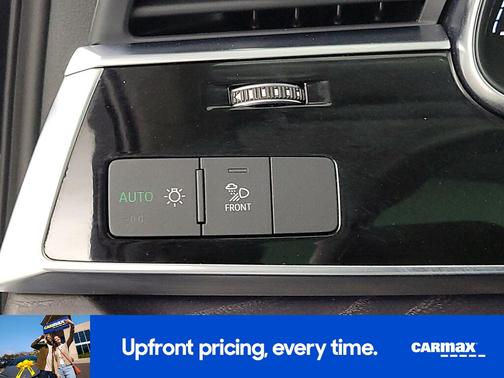 AUTO
FRONT
Upfront pricing, every time.
CARMAX